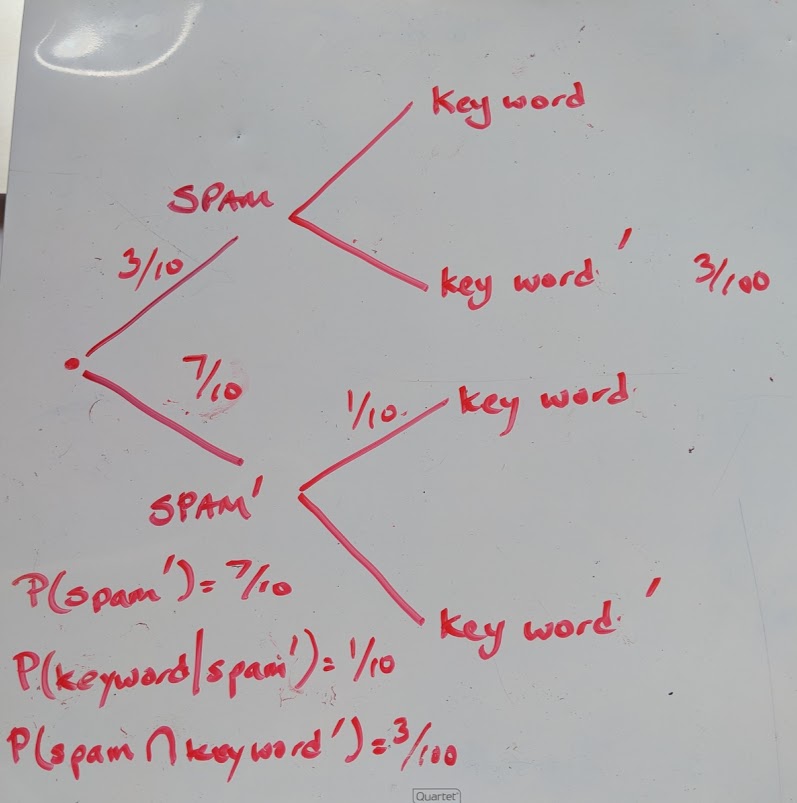 key word
SPAM
3/10
key word ' 3/100
7/10
1/10. key word.
SPAM'
P(spam')= 7/10
key word. '
P(keyword|spam')= 1/10
P(spam ∩ keyword')= 3/100
Quartet